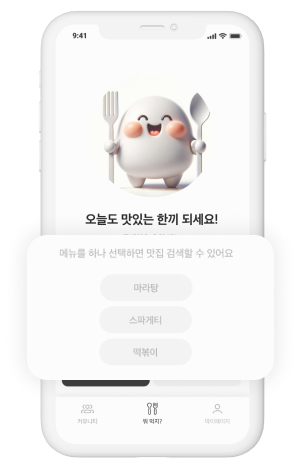 9:41
오늘도 맛있는 한끼 되세요!
메뉴를 하나 선택하면 맛집 검색할 수 있어요
마라탕
스파게티
떡볶이
커뮤니티
뭐 먹지?
마이페이지